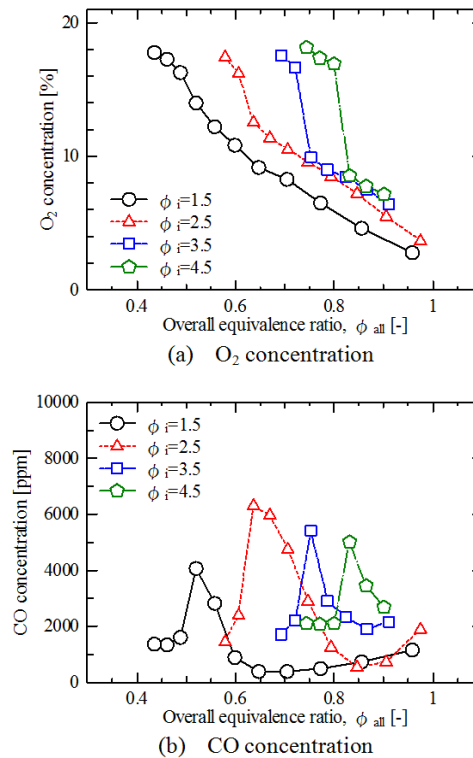 20
10
0
O₂ concentration [%]
ϕ i=1.5
ϕ i=2.5
ϕ i=3.5
ϕ i=4.5
0.4 0.6 0.8 1
Overall equivalence ratio, ϕ all [-]
(a) O₂ concentration
10000
8000
6000
4000
2000
0
CO concentration [ppm]
ϕ i=1.5
ϕ i=2.5
ϕ i=3.5
ϕ i=4.5
0.4 0.6 0.8 1
Overall equivalence ratio, ϕ all [-]
(b) CO concentration